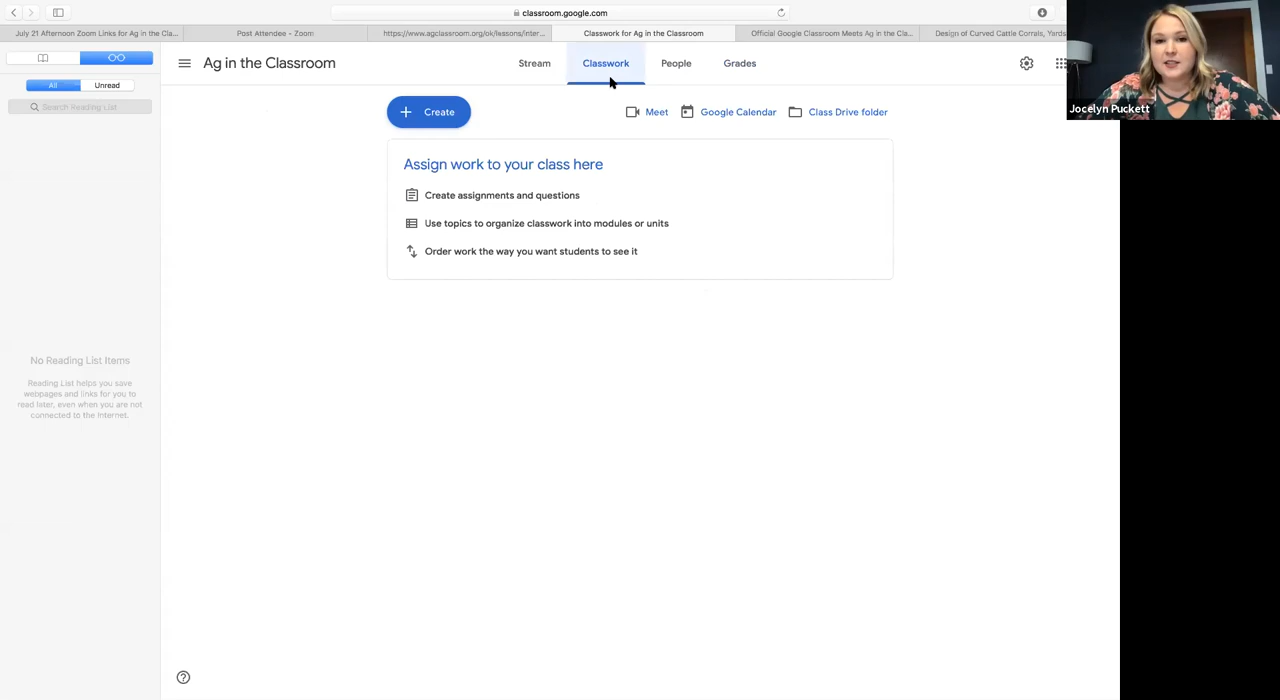 classroom.google.com
July 21 Afternoon Zoom Links for Ag in the Cla...
Post Attendee - Zoom
https://www.agclassroom.org/ok/lessons/inter...
Classwork for Ag in the Classroom
Official Google Classroom Meets Ag in the Cla...
Design of Curved Cattle Corrals, Yards
All
Unread
Search Reading List
No Reading List Items
Reading List helps you save
webpages and links for you to
read later, even when you are not
connected to the Internet.
Ag in the Classroom
Stream
Classwork
People
Grades
Create
Meet
Google Calendar
Class Drive folder
Assign work to your class here
Create assignments and questions
Use topics to organize classwork into modules or units
Order work the way you want students to see it
Jocelyn Puckett